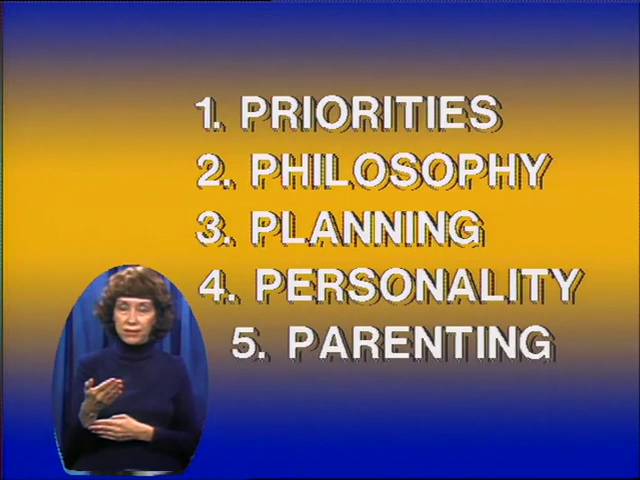 1. PRIORITIES
2. PHILOSOPHY
3. PLANNING
4. PERSONALITY
5. PARENTING